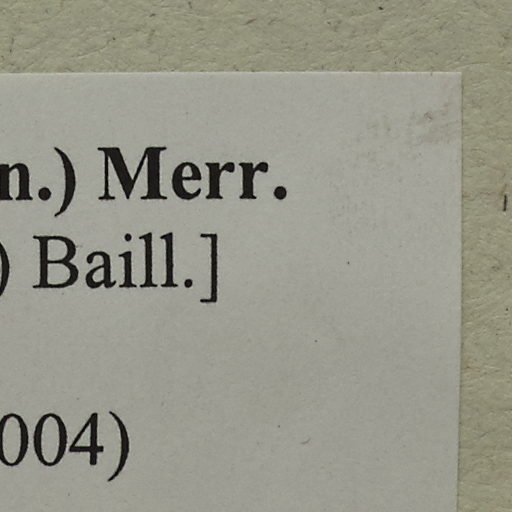 n.) Merr.
) Baill.]
004)